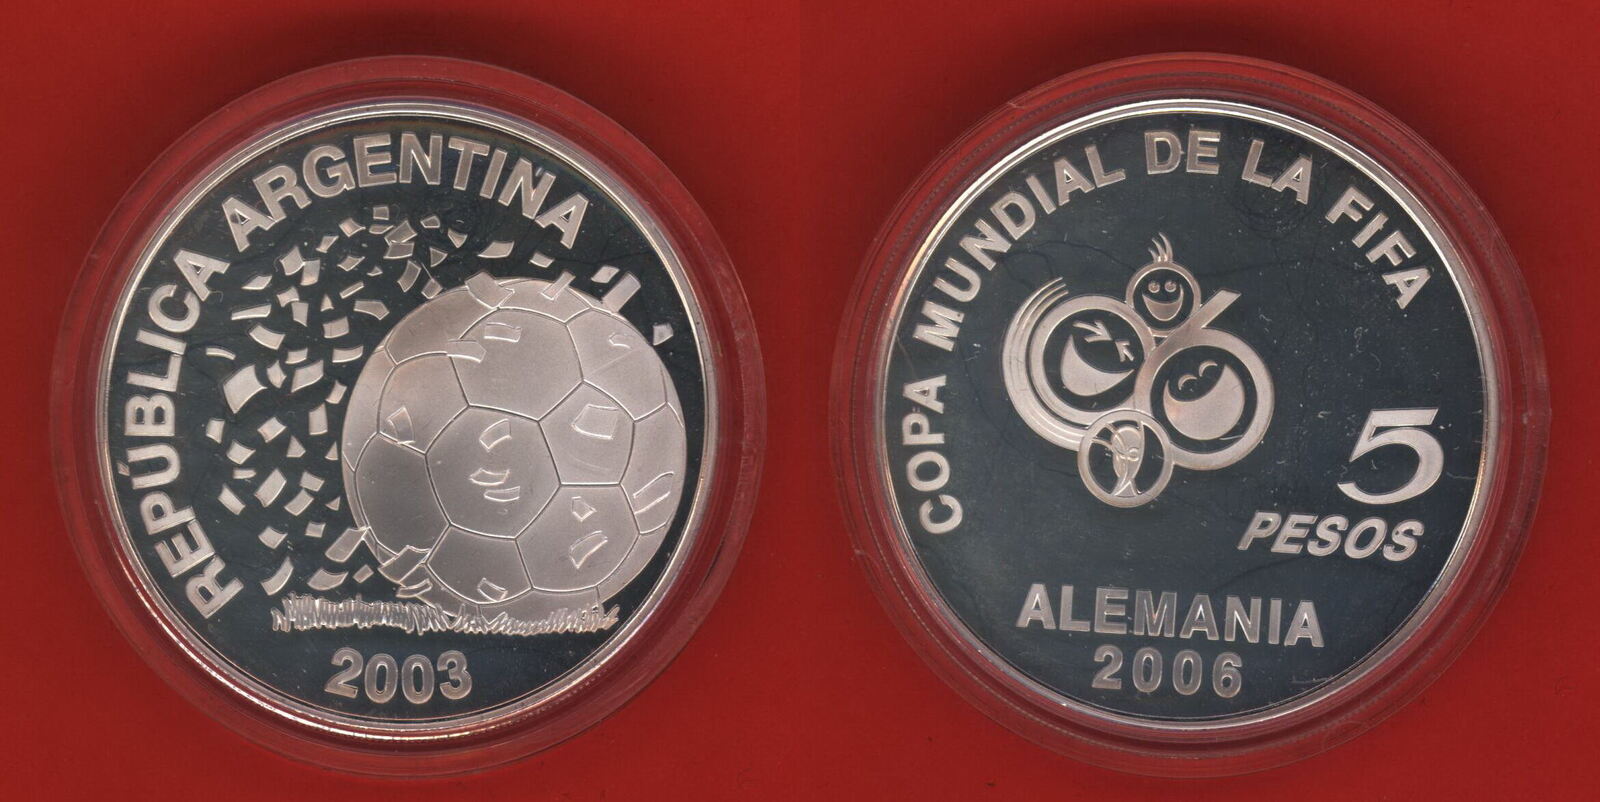 REPÚBLICA ARGENTINA
2003
COPA MUNDIAL DE LA FIFA
5
PESOS
ALEMANIA
2006